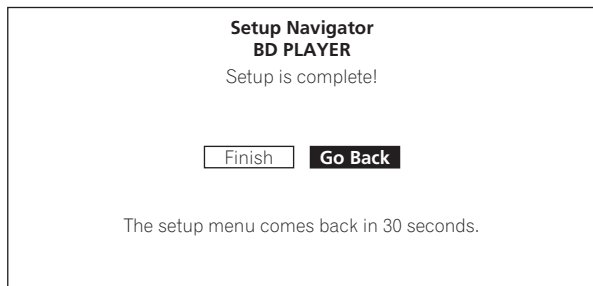 Setup Navigator
BD PLAYER
Setup is complete!
Finish Go Back
The setup menu comes back in 30 seconds.